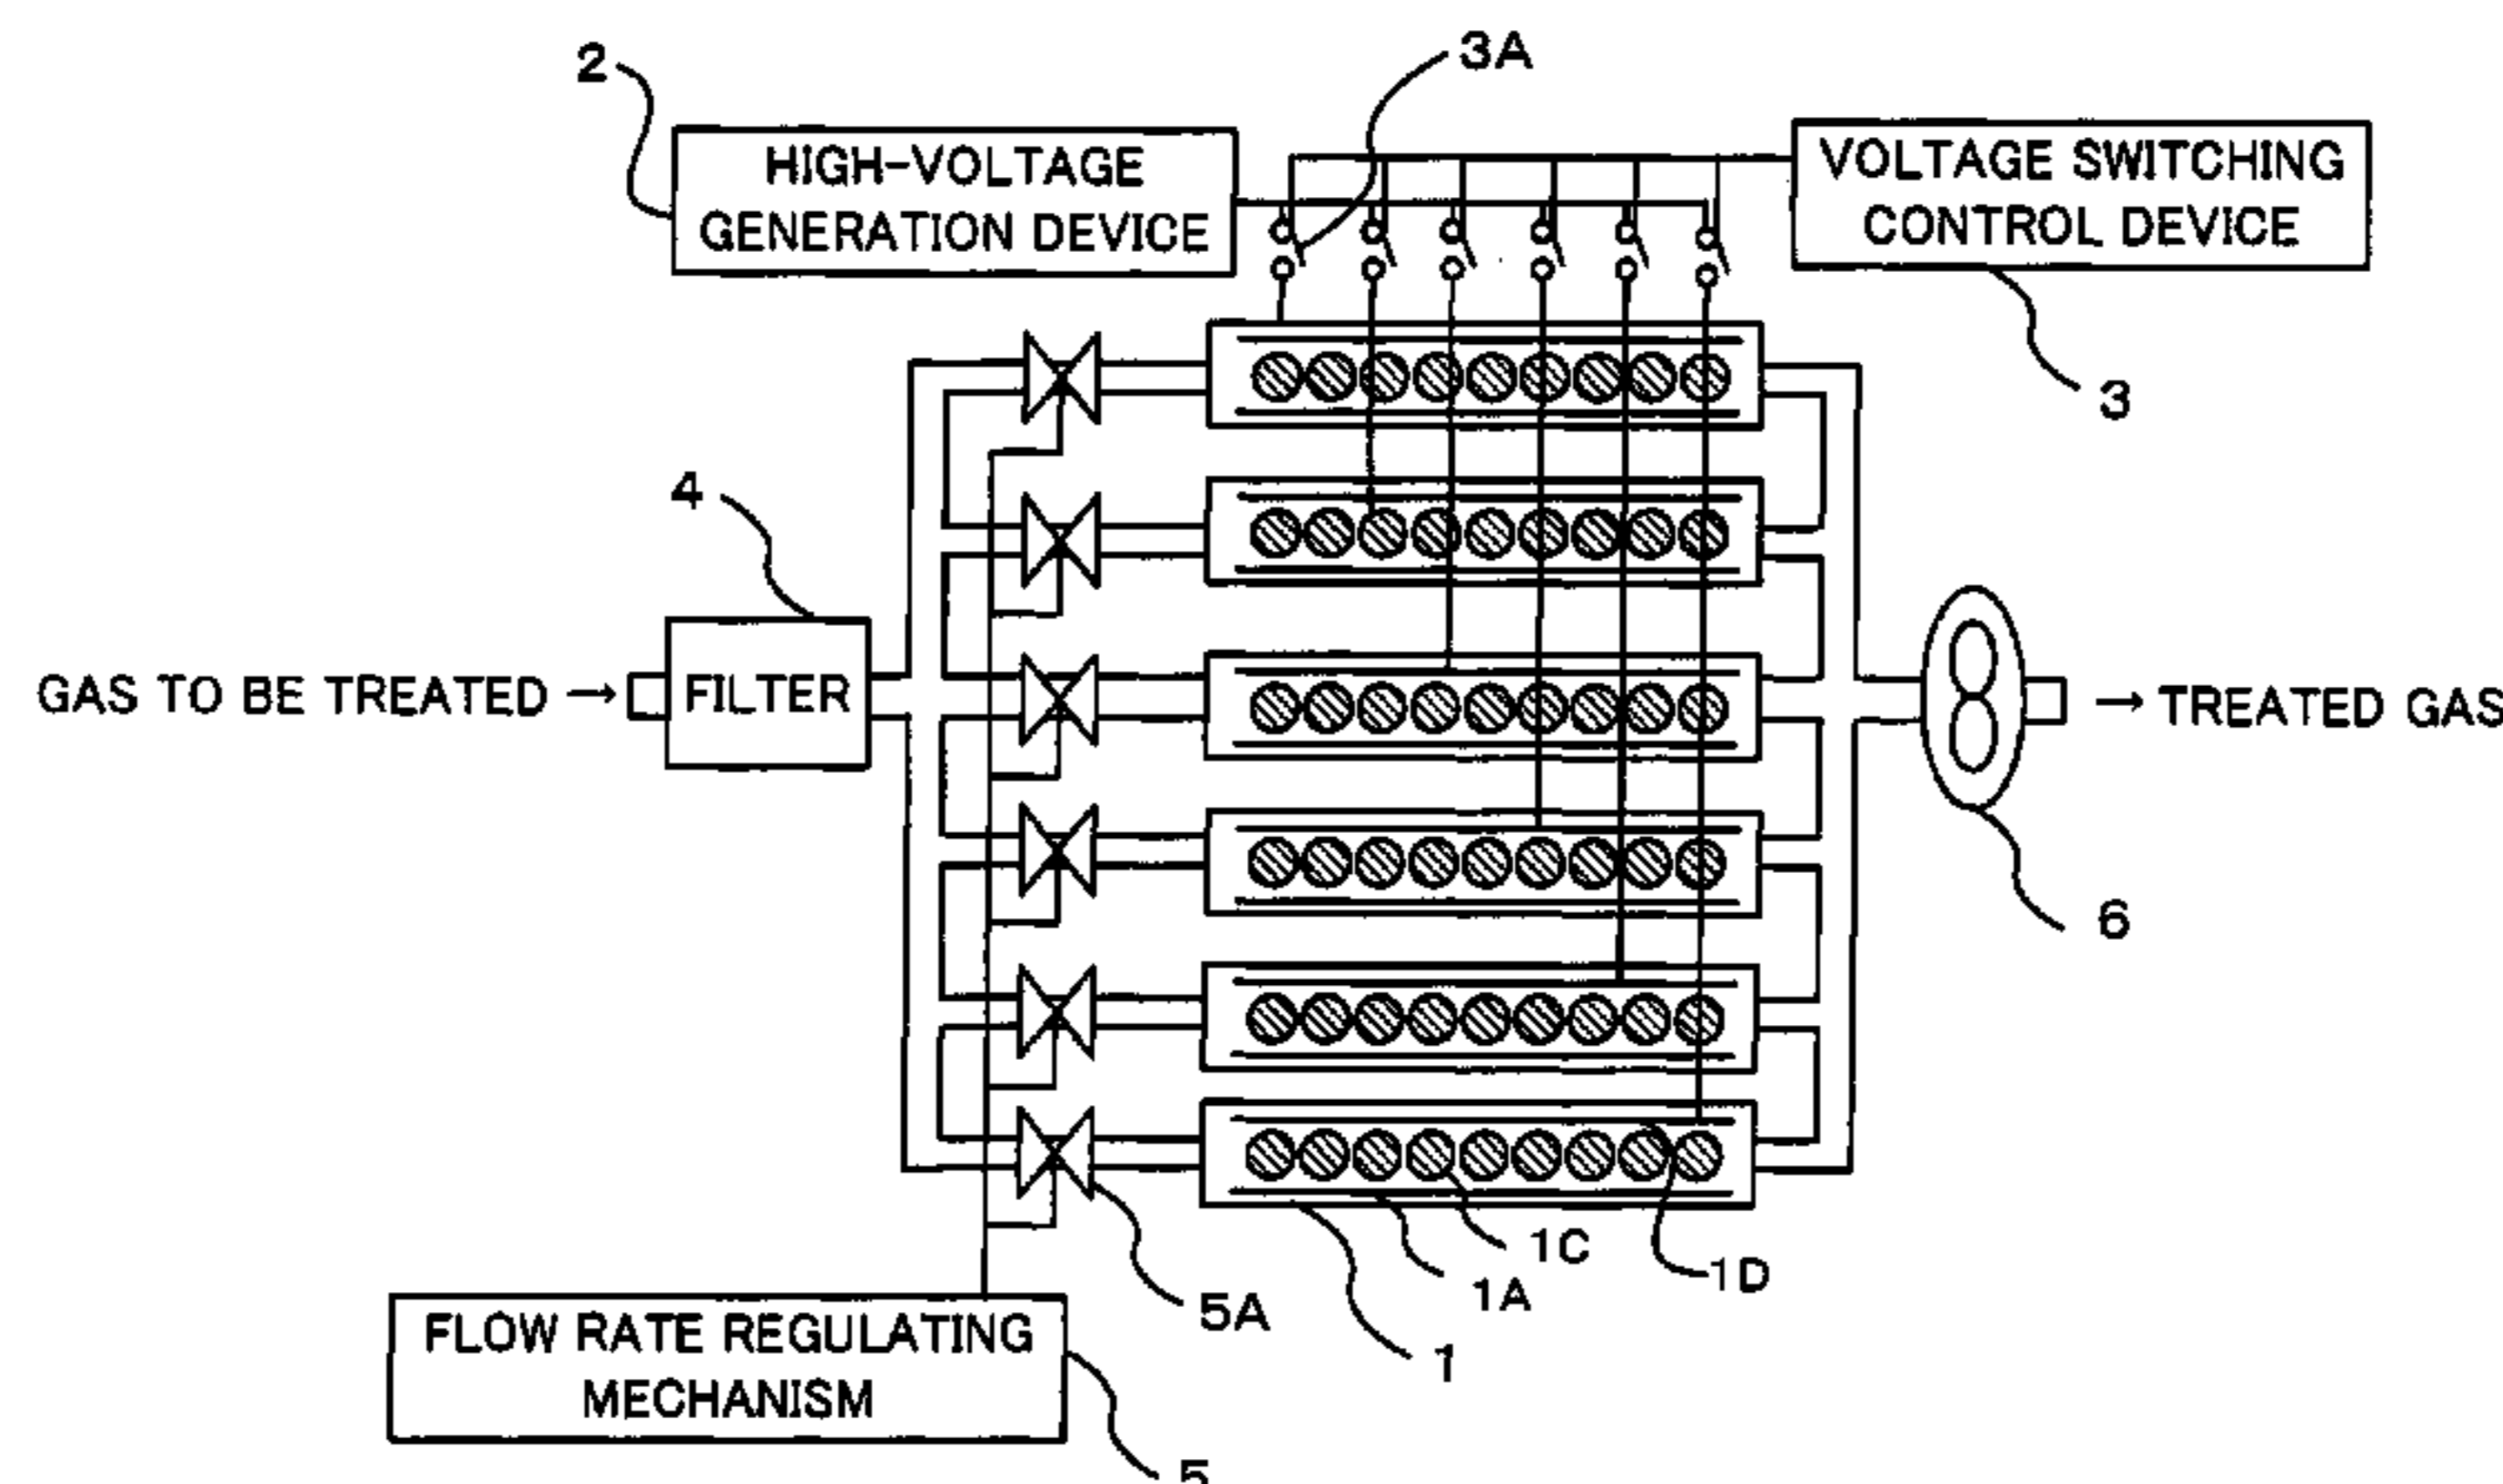 2
3A
HIGH-VOLTAGE
GENERATION DEVICE
VOLTAGE SWITCHING
CONTROL DEVICE
3
4
GAS TO BE TREATED →
FILTER
→ TREATED GAS
6
1C
1D
1A
5A
1
FLOW RATE REGULATING
MECHANISM
5